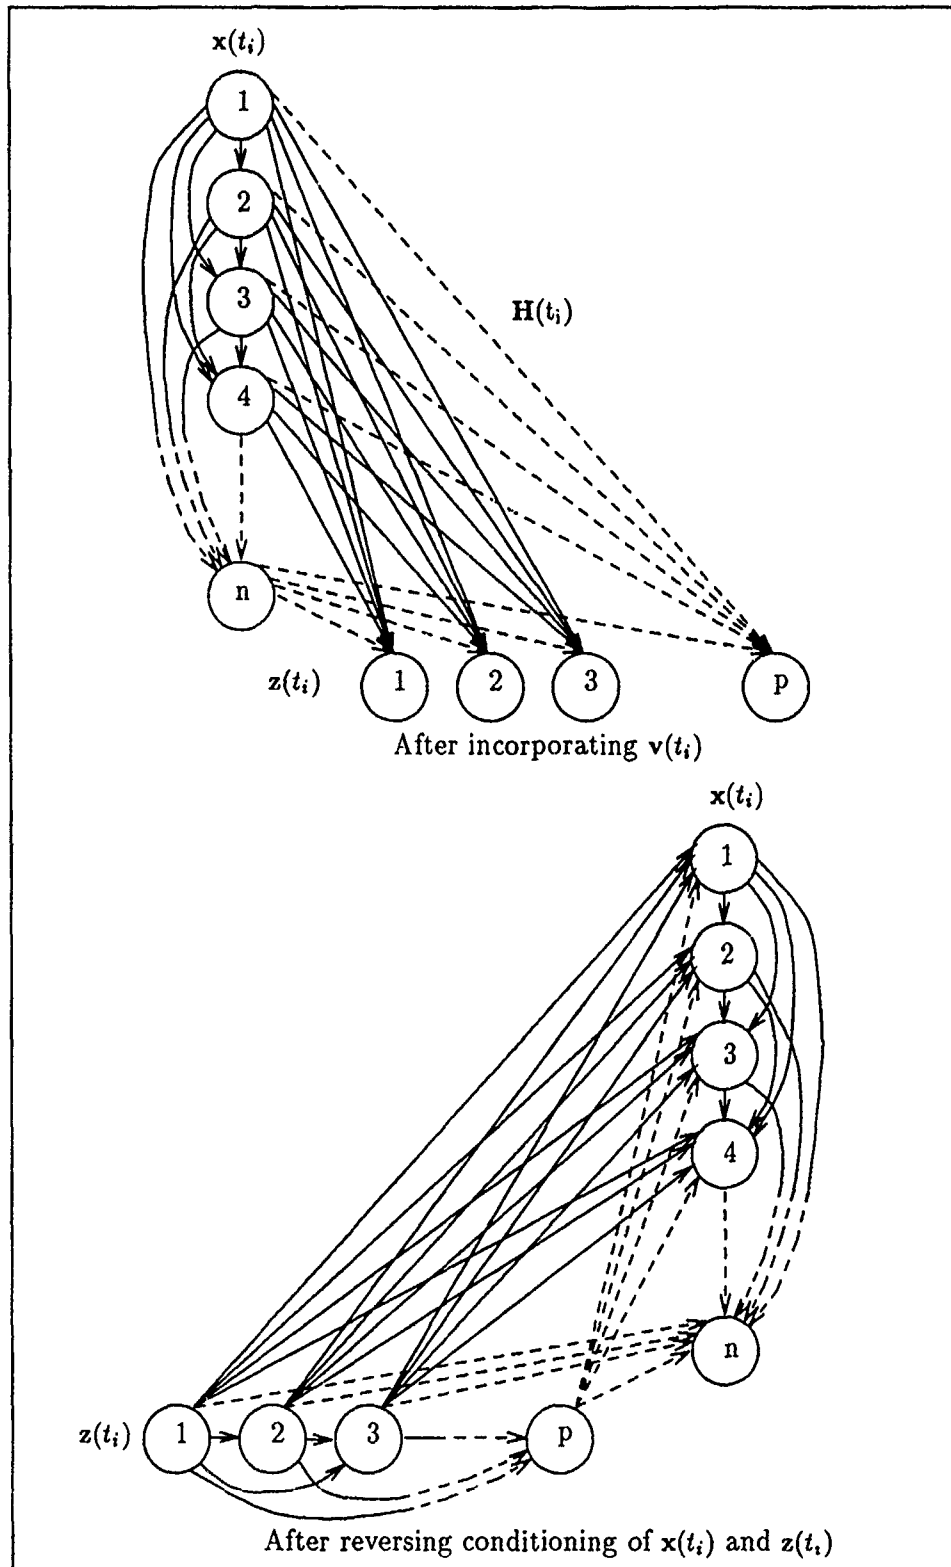 x(t_i)
1
2
3
H(t_i)
4
n
z(t_i)
1
2
3
p
After incorporating v(t_i)
x(t_i)
1
2
3
4
n
z(t_i)
1
2
3
p
After reversing conditioning of x(t_i) and z(t_i)